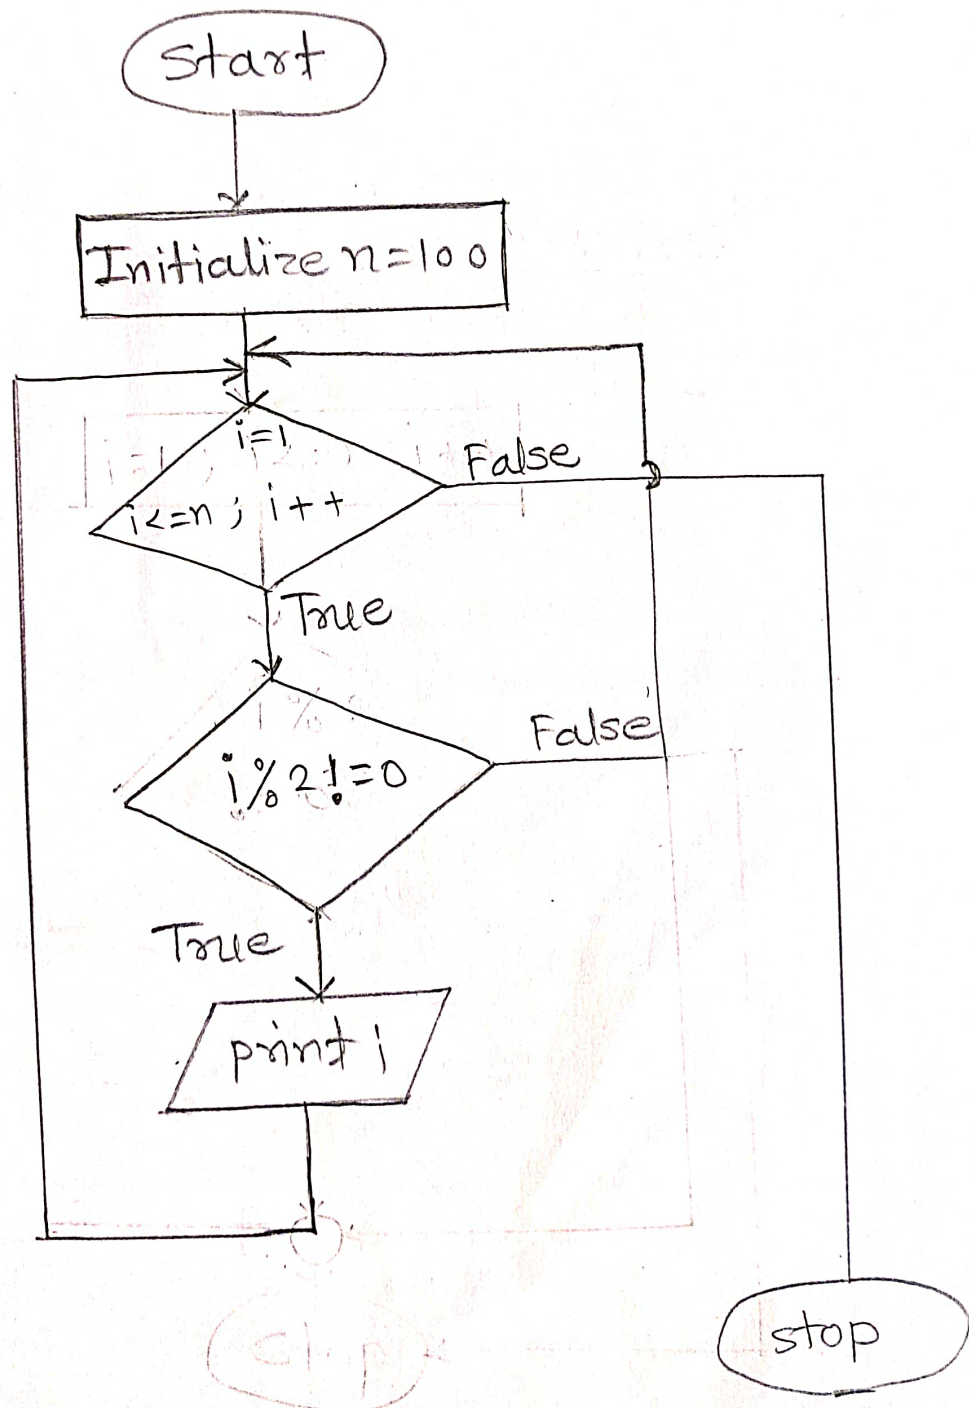 Start
Initialize n=100
i=1
i<=n; i++
False
True
i%2!=0
False
True
print i
stop